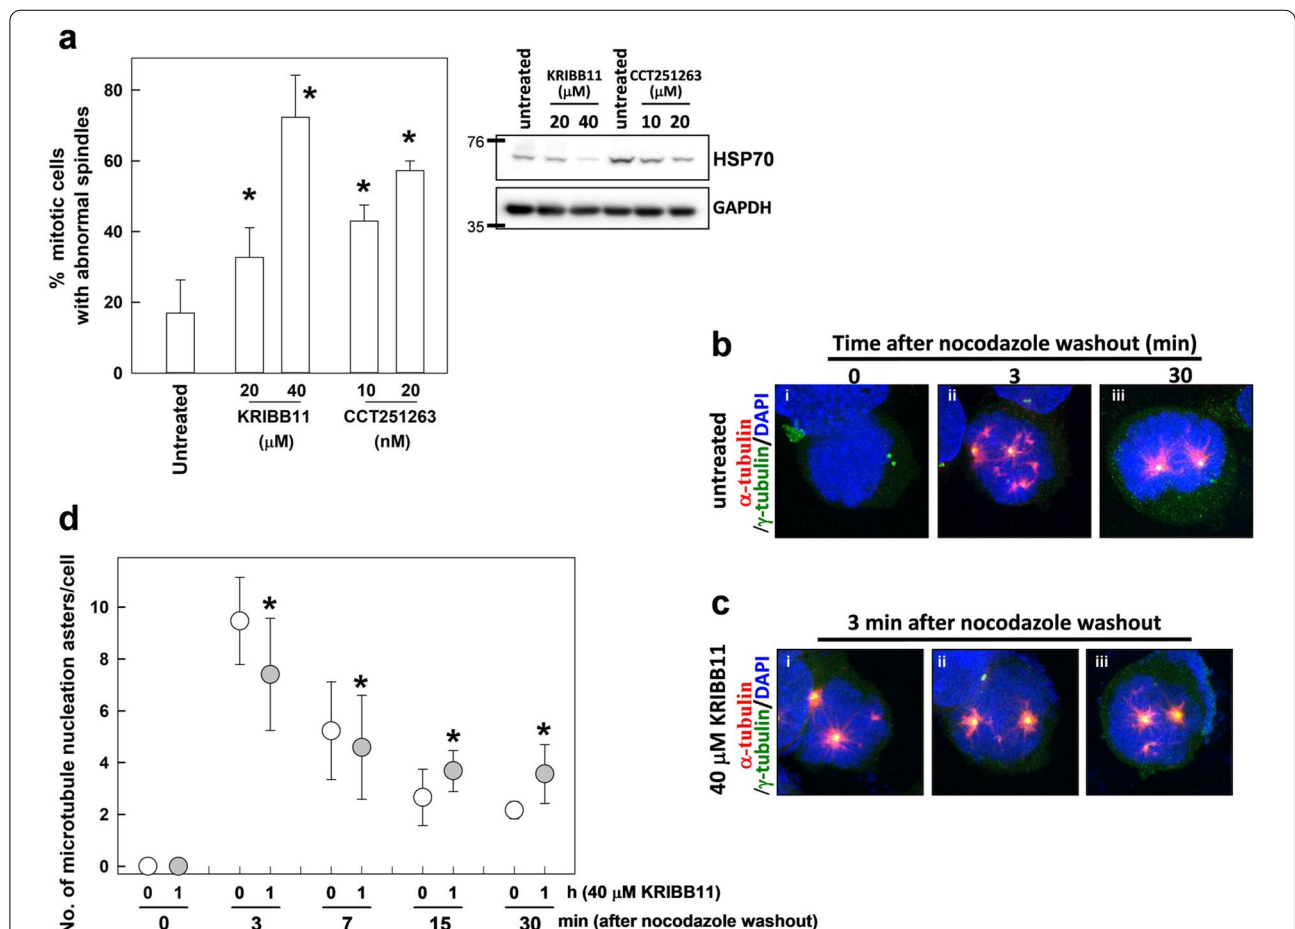 a
% mitotic cells
with abnormal spindles
80
60
40
20
0
*
*
*
*
Untreated
20 40
KRIBB11
(μM)
10 20
CCT251263
(nM)
untreated
KRIBB11
(μM)
20 40
untreated
CCT251263
(μM)
10 20
76
HSP70
GAPDH
35
b
Time after nocodazole washout (min)
0 3 30
untreated
α-tubulin
/γ-tubulin/DAPI
i
ii
iii
c
3 min after nocodazole washout
40 μM KRIBB11
α-tubulin
/γ-tubulin/DAPI
i
ii
iii
d
No. of microtubule nucleation asters/cell
10
8
6
4
2
0
*
*
*
*
0 1 0 1 0 1 0 1 0 1 h (40 μM KRIBB11)
0 3 7 15 30 min (after nocodazole washout)